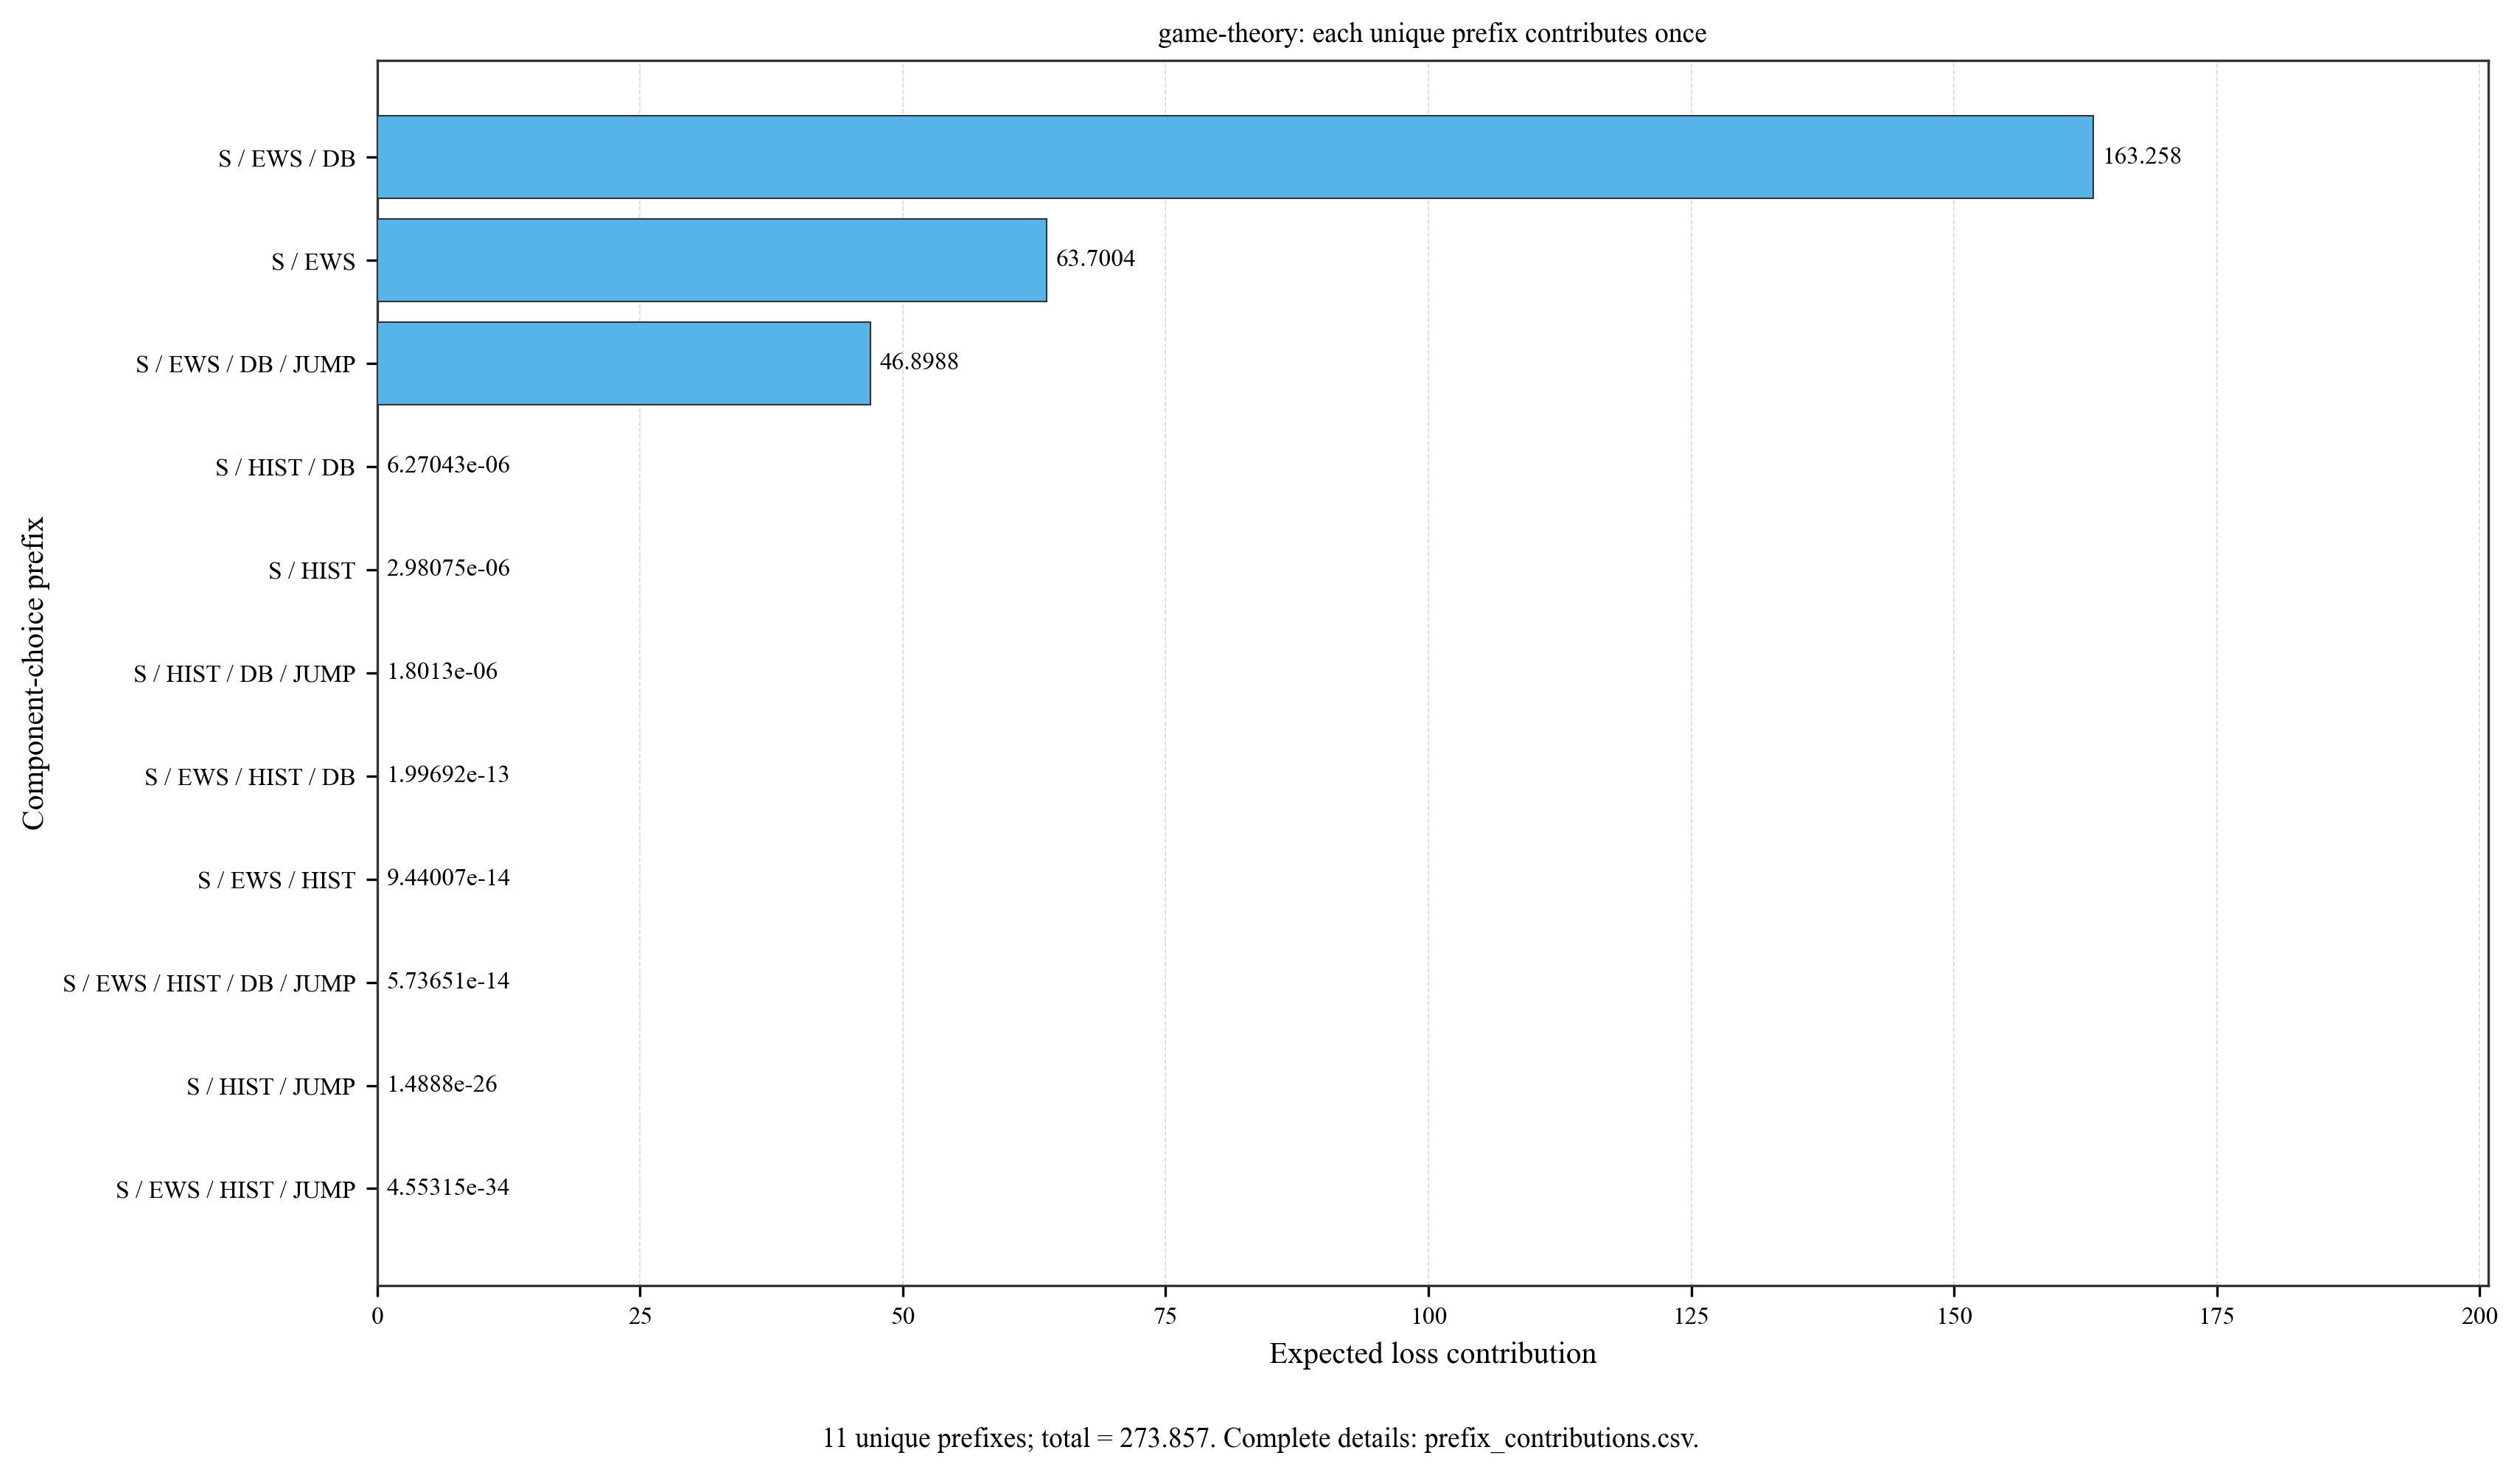 game-theory: each unique prefix contributes once
S / EWS / DB 163.258
S / EWS 63.7004
S / EWS / DB / JUMP 46.8988
S / HIST / DB 6.27043e-06
S / HIST 2.98075e-06
S / HIST / DB / JUMP 1.8013e-06
S / EWS / HIST / DB 1.99692e-13
S / EWS / HIST 9.44007e-14
S / EWS / HIST / DB / JUMP 5.73651e-14
S / HIST / JUMP 1.4888e-26
S / EWS / HIST / JUMP 4.55315e-34
Component-choice prefix
0 25 50 75 100 125 150 175 200
Expected loss contribution
11 unique prefixes; total = 273.857. Complete details: prefix_contributions.csv.